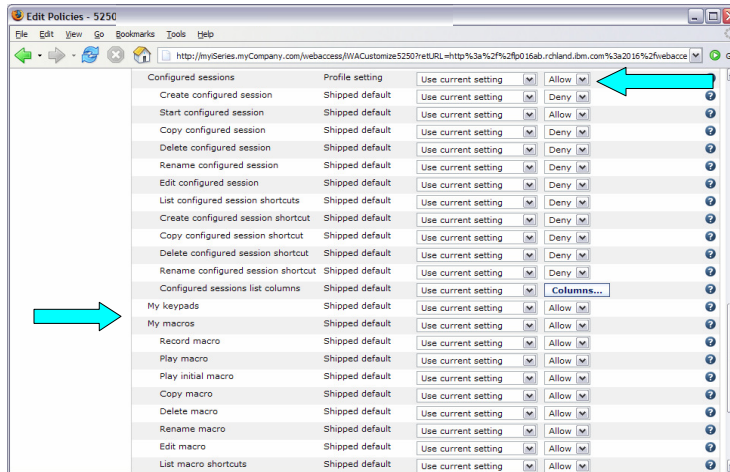 Edit Policies - 5250
File Edit View Go Bookmarks Tools Help
http://myiSeries.myCompany.com/webaccess/iWACustomize5250?retURL=http%3a%2f%2flp016ab.rchland.ibm.com%3a2016%2fwebacce G
Configured sessions Profile setting Use current setting Allow ?
Create configured session Shipped default Use current setting Deny ?
Start configured session Shipped default Use current setting Allow ?
Copy configured session Shipped default Use current setting Deny ?
Delete configured session Shipped default Use current setting Deny ?
Rename configured session Shipped default Use current setting Deny ?
Edit configured session Shipped default Use current setting Deny ?
List configured session shortcuts Shipped default Use current setting Deny ?
Create configured session shortcut Shipped default Use current setting Deny ?
Copy configured session shortcut Shipped default Use current setting Deny ?
Delete configured session shortcut Shipped default Use current setting Deny ?
Rename configured session shortcut Shipped default Use current setting Deny ?
Configured sessions list columns Shipped default Use current setting Columns... ?
My keypads Shipped default Use current setting Allow ?
My macros Shipped default Use current setting Allow ?
Record macro Shipped default Use current setting Allow ?
Play macro Shipped default Use current setting Allow ?
Play initial macro Shipped default Use current setting Allow ?
Copy macro Shipped default Use current setting Allow ?
Delete macro Shipped default Use current setting Allow ?
Rename macro Shipped default Use current setting Allow ?
Edit macro Shipped default Use current setting Allow ?
List macro shortcuts Shipped default Use current setting Allow ?